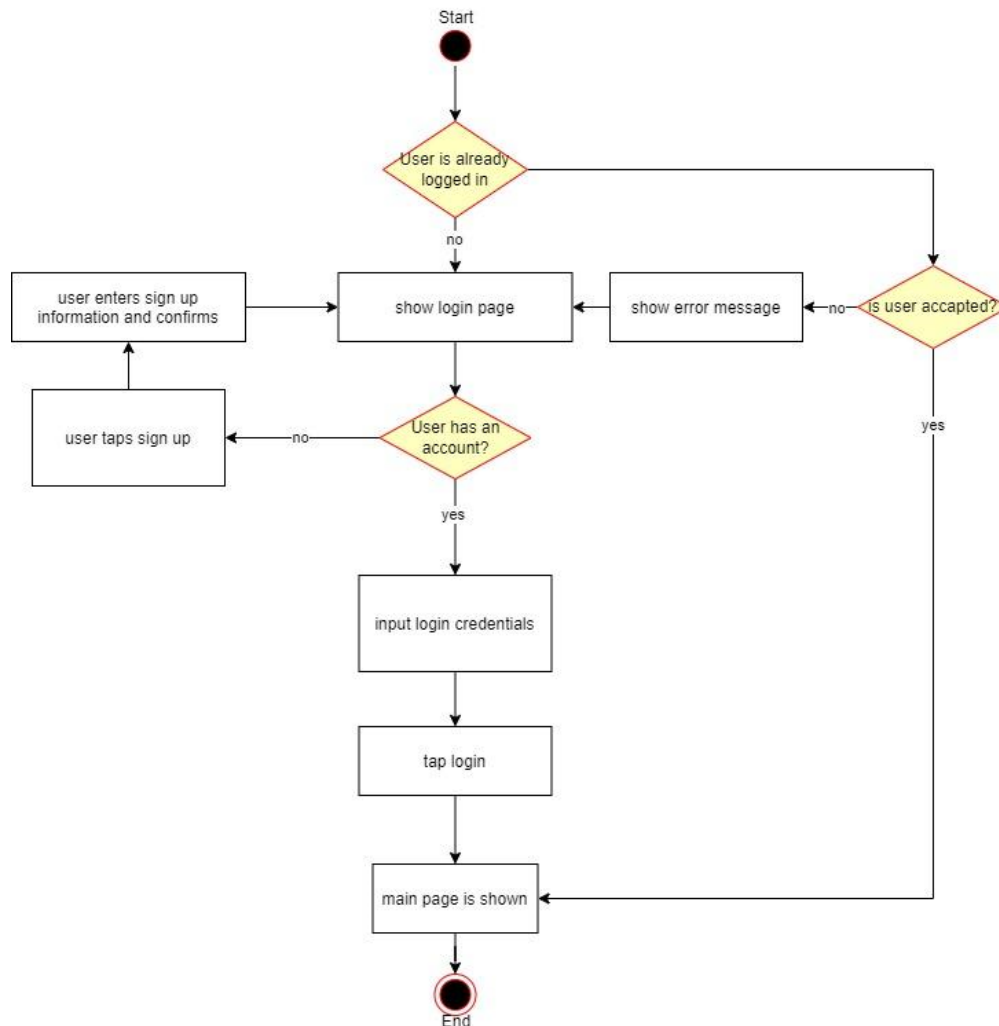 Start
User is already
logged in
no
user enters sign up
information and confirms
show login page
show error message
no
is user accapted?
user taps sign up
no
User has an
account?
yes
yes
input login credentials
tap login
main page is shown
End